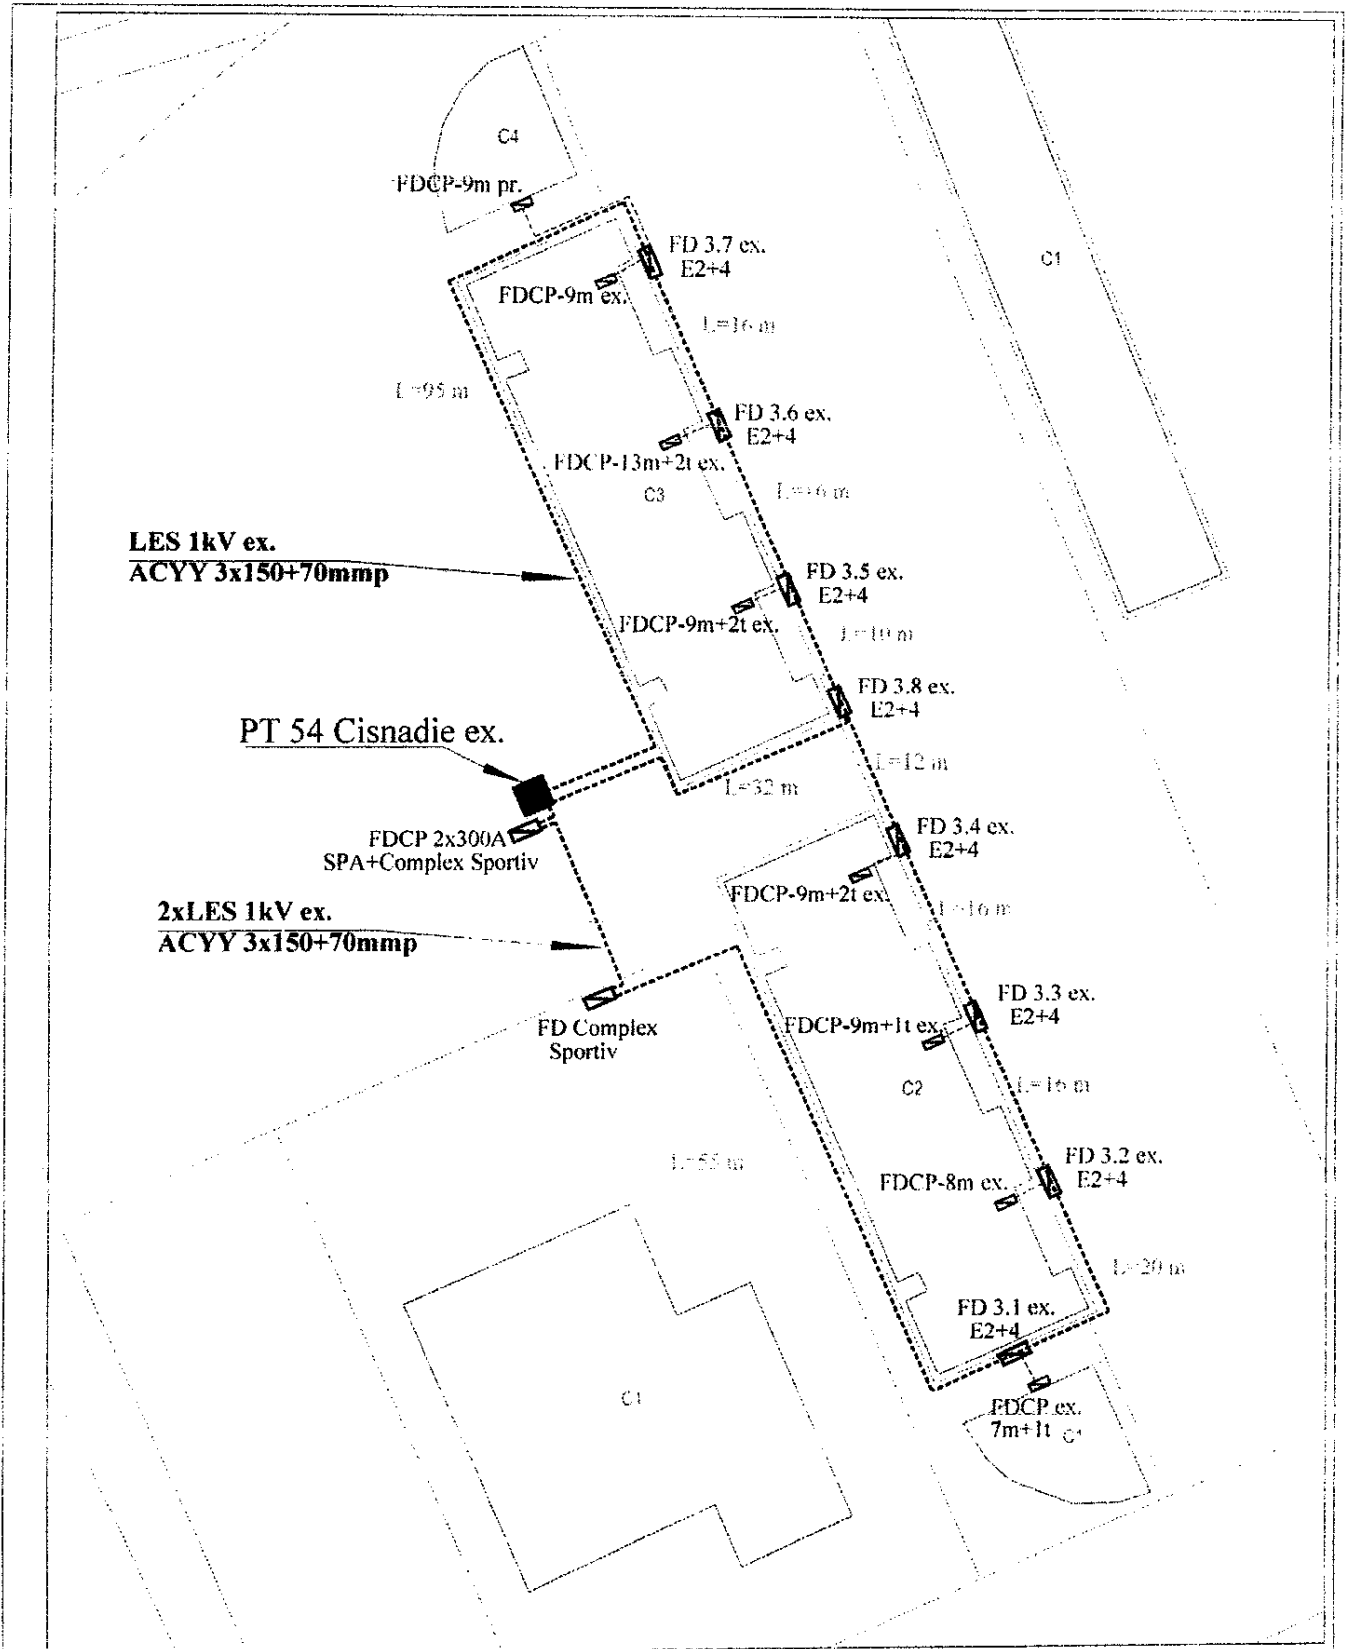 C4
FDCP-9m pr.
FD 3.7 ex.
E2+4
C1
FDCP-9m ex.
L=16 m
L=95 m
FD 3.6 ex.
E2+4
FDCP-13m+2t ex.
C3
L=16 m
LES 1kV ex.
ACYY 3x150+70mmp
FD 3.5 ex.
E2+4
FDCP-9m+2t ex.
L=10 m
FD 3.8 ex.
E2+4
PT 54 Cisnadie ex.
L=12 m
L=32 m
FDCP 2x300A
SPA+Complex Sportiv
FD 3.4 ex.
E2+4
FDCP-9m+2t ex.
L=16 m
2xLES 1kV ex.
ACYY 3x150+70mmp
FD 3.3 ex.
E2+4
FD Complex
Sportiv
FDCP-9m+1t ex.
C2
L=16 m
L=55 m
FD 3.2 ex.
E2+4
FDCP-8m ex.
L=20 m
FD 3.1 ex.
E2+4
C1
FDCP ex.
7m+1t